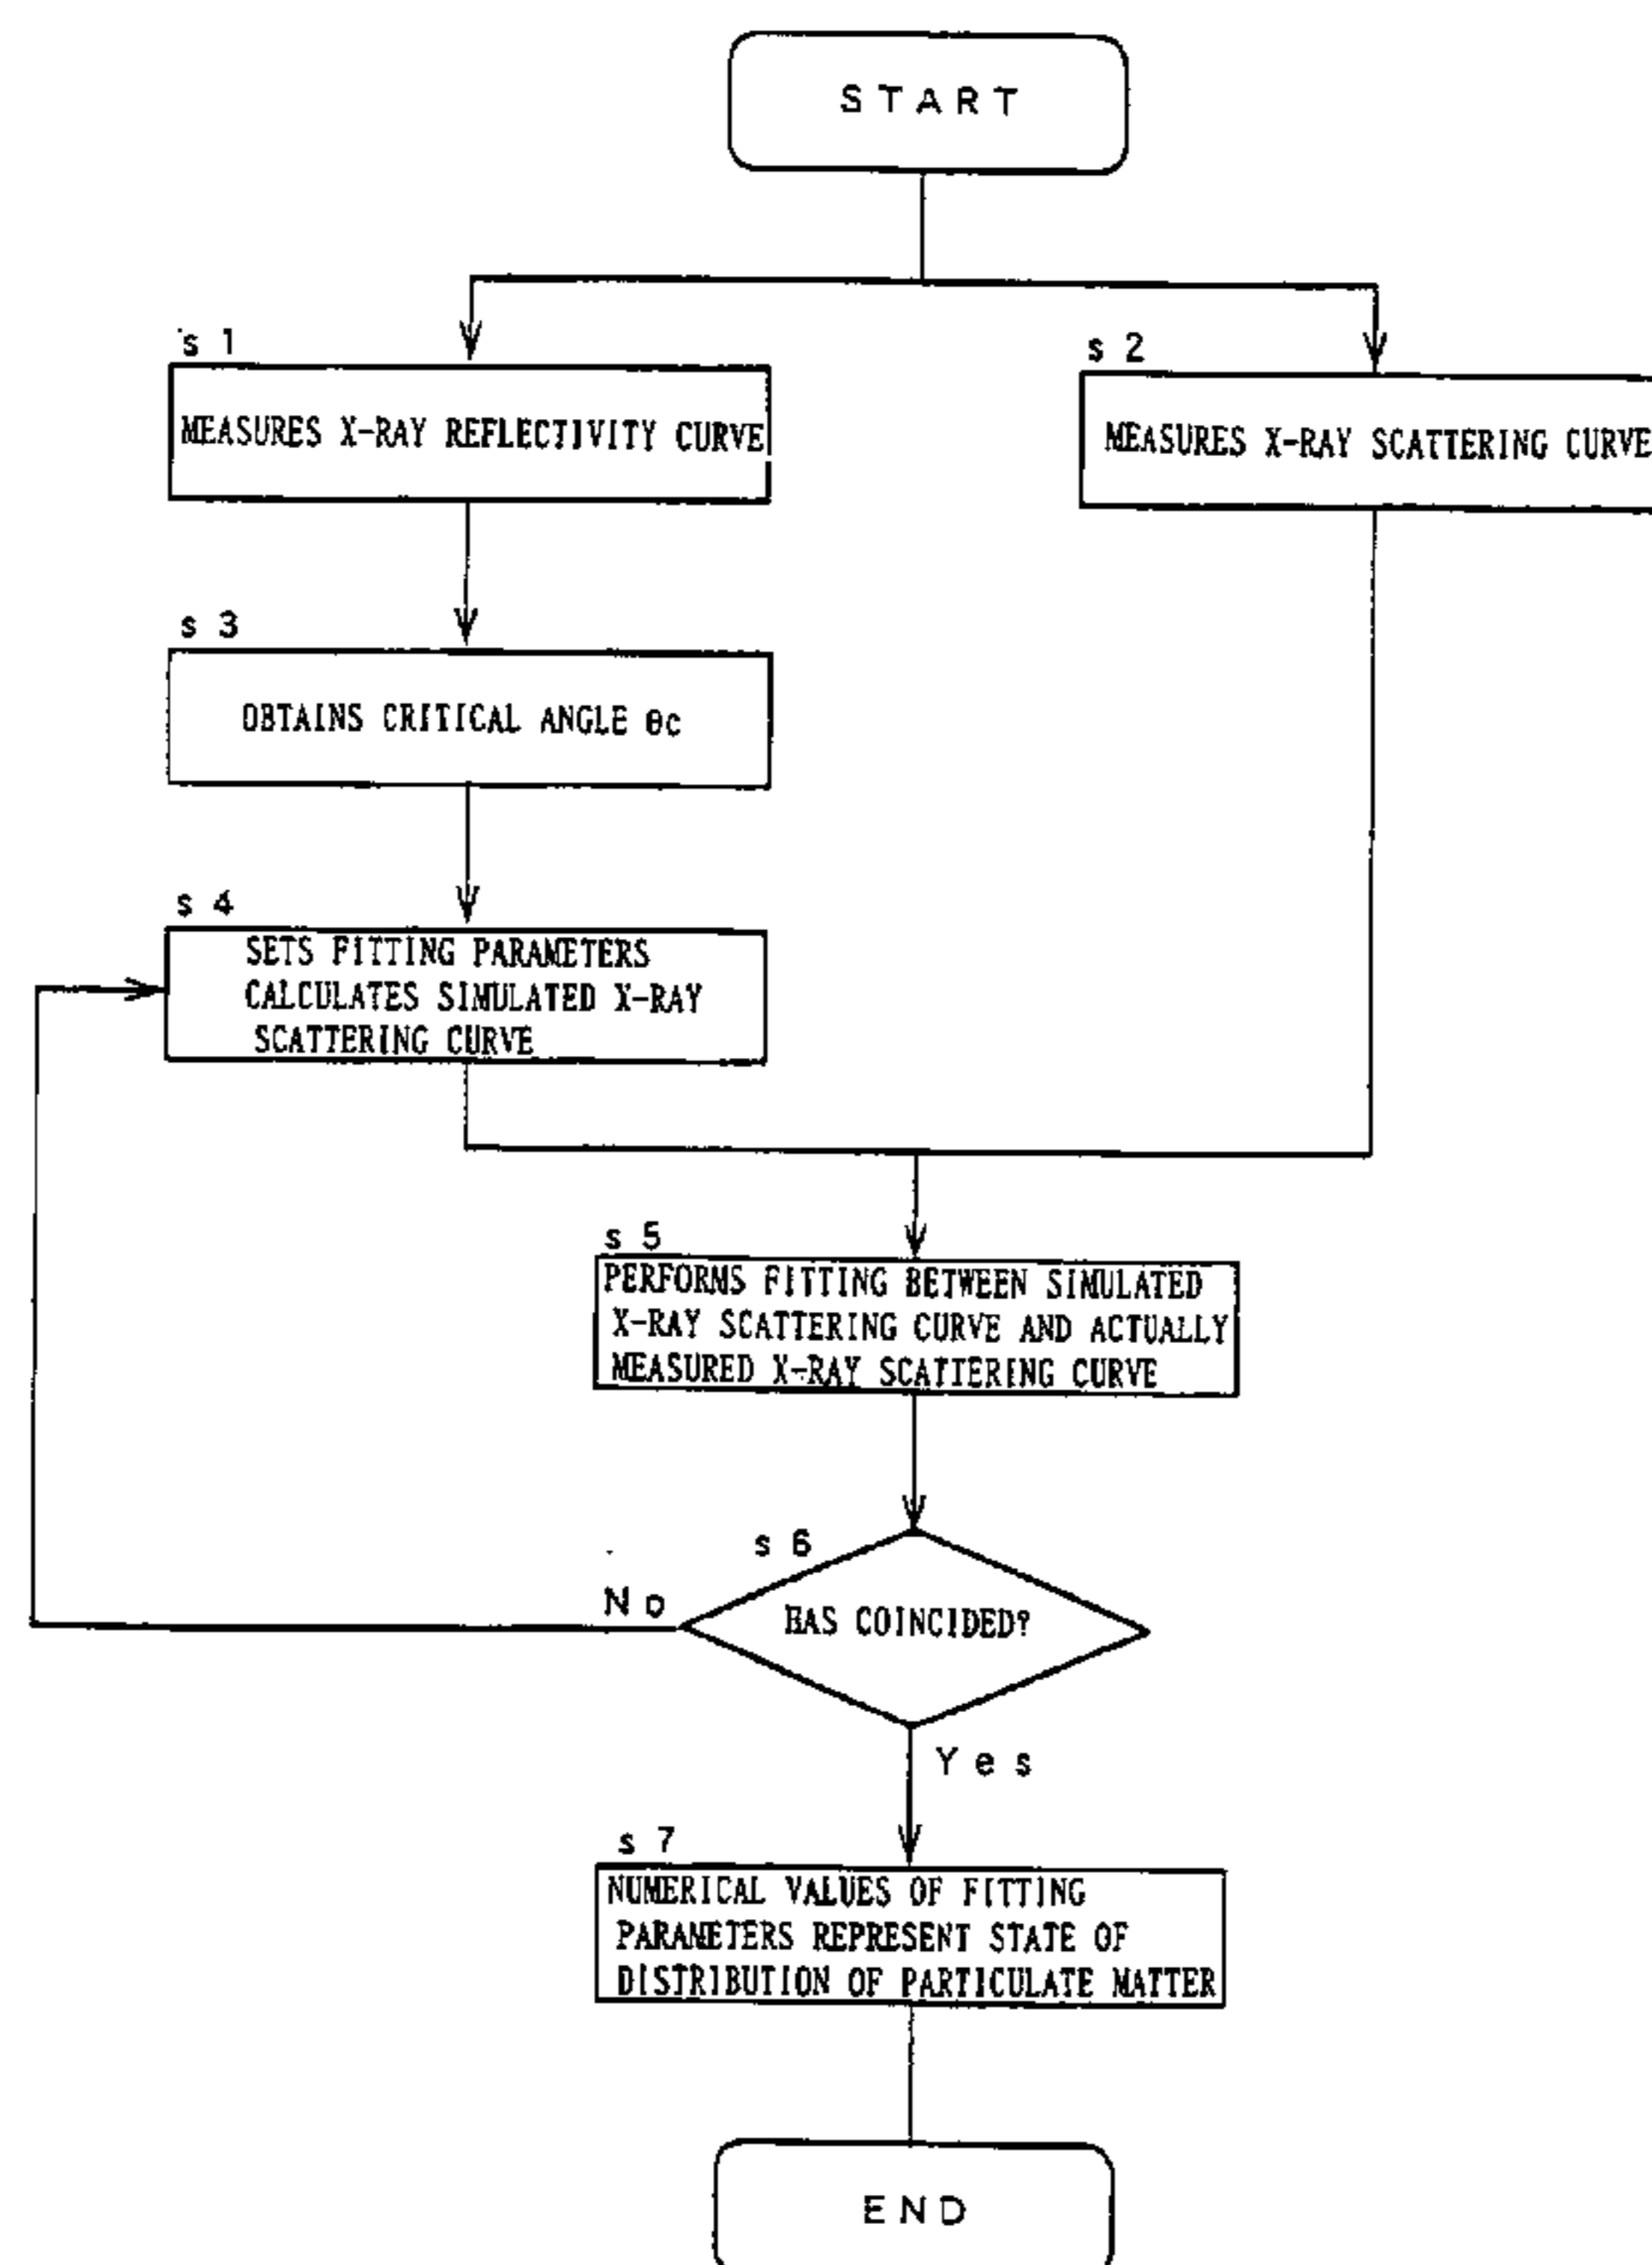 START
s 1
MEASURES X-RAY REFLECTIVITY CURVE
s 2
MEASURES X-RAY SCATTERING CURVE
s 3
OBTAINS CRITICAL ANGLE θc
s 4
SETS FITTING PARAMETERS
CALCULATES SIMULATED X-RAY
SCATTERING CURVE
s 5
PERFORMS FITTING BETWEEN SIMULATED
X-RAY SCATTERING CURVE AND ACTUALLY
MEASURED X-RAY SCATTERING CURVE
s 6
No
HAS COINCIDED?
Yes
s 7
NUMERICAL VALUES OF FITTING
PARAMETERS REPRESENT STATE OF
DISTRIBUTION OF PARTICULATE MATTER
END